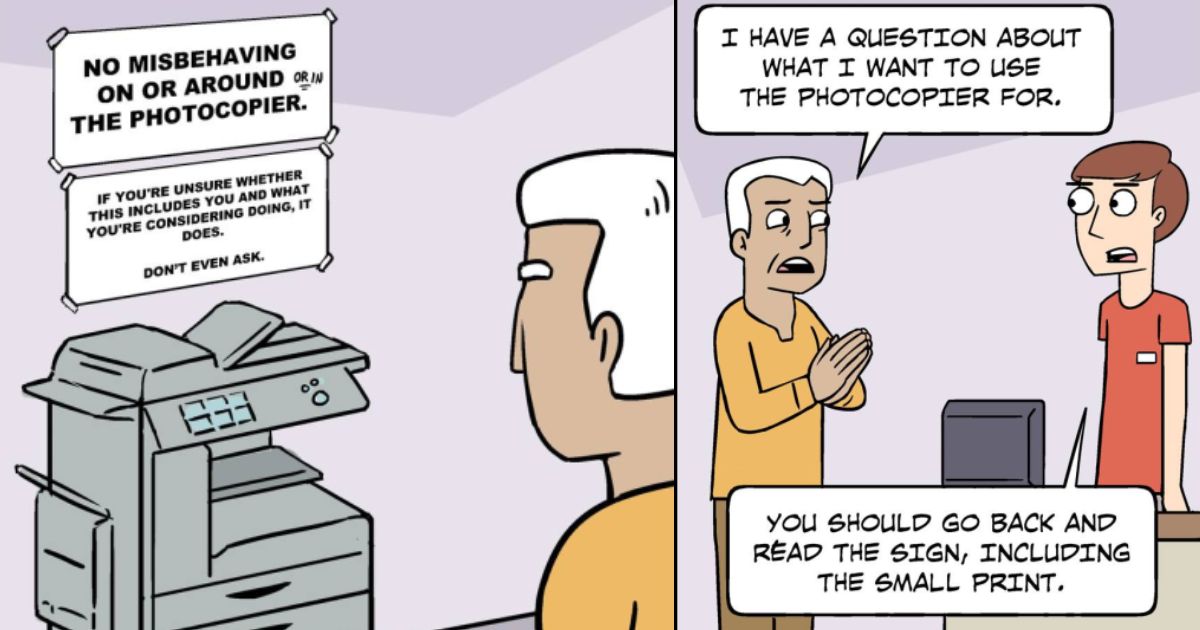 NO MISBEHAVING
ON OR AROUND OR IN
THE PHOTOCOPIER.
IF YOU'RE UNSURE WHETHER
THIS INCLUDES YOU AND WHAT
YOU'RE CONSIDERING DOING, IT
DOES.
DON'T EVEN ASK.
I HAVE A QUESTION ABOUT
WHAT I WANT TO USE
THE PHOTOCOPIER FOR.
YOU SHOULD GO BACK AND
READ THE SIGN, INCLUDING
THE SMALL PRINT.